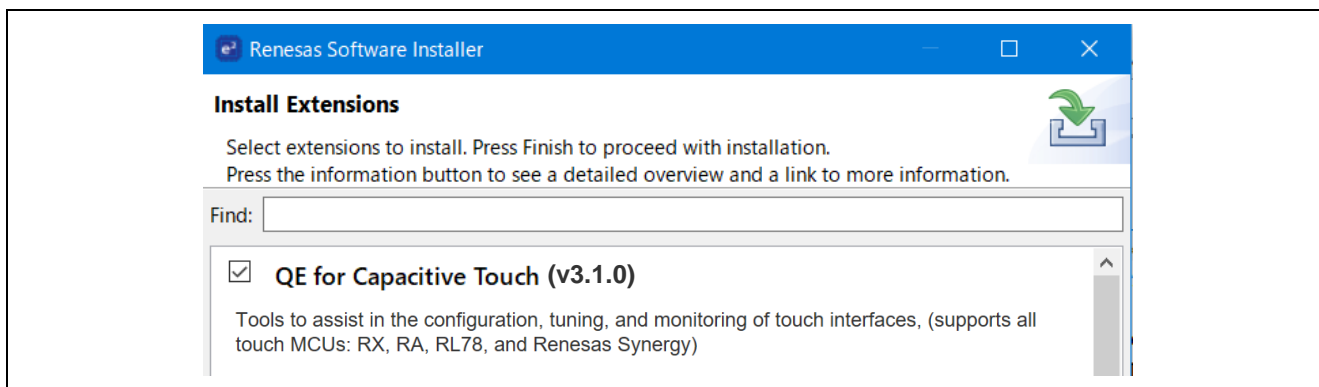 e² Renesas Software Installer
Install Extensions
Select extensions to install. Press Finish to proceed with installation.
Press the information button to see a detailed overview and a link to more information.
Find:
QE for Capacitive Touch (v3.1.0)
Tools to assist in the configuration, tuning, and monitoring of touch interfaces, (supports all
touch MCUs: RX, RA, RL78, and Renesas Synergy)